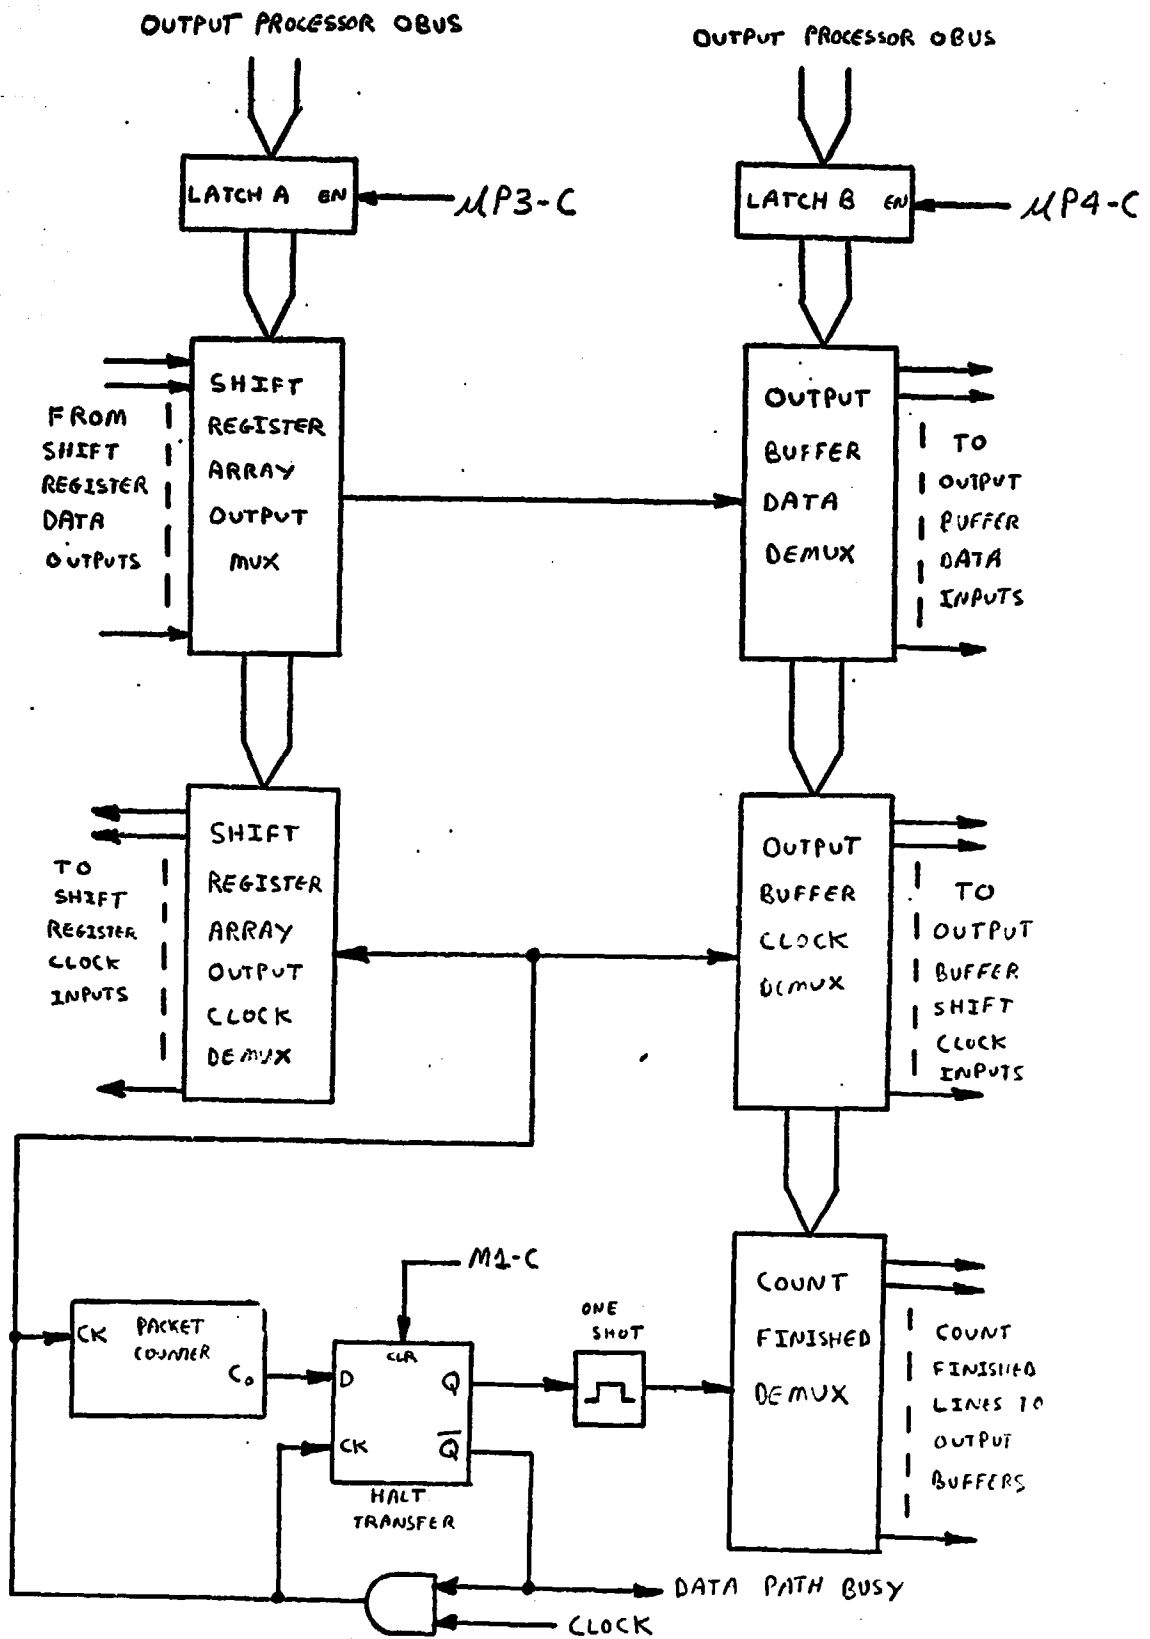 OUTPUT PROCESSOR OBUS
OUTPUT PROCESSOR OBUS
LATCH A EN
μP3-C
LATCH B EN
μP4-C
FROM
SHIFT
REGISTER
DATA
OUTPUTS
SHIFT
REGISTER
ARRAY
OUTPUT
MUX
OUTPUT
BUFFER
DATA
DEMUX
TO
OUTPUT
BUFFER
DATA
INPUTS
TO
SHIFT
REGISTER
CLOCK
INPUTS
SHIFT
REGISTER
ARRAY
OUTPUT
CLOCK
DEMUX
OUTPUT
BUFFER
CLOCK
DEMUX
TO
OUTPUT
BUFFER
SHIFT
CLOCK
INPUTS
M1-C
CK PACKET
COUNTER
Co
CLR
D Q
CK Q̅
HALT
TRANSFER
ONE
SHOT
COUNT
FINISHED
DEMUX
COUNT
FINISHED
LINES TO
OUTPUT
BUFFERS
DATA PATH BUSY
CLOCK